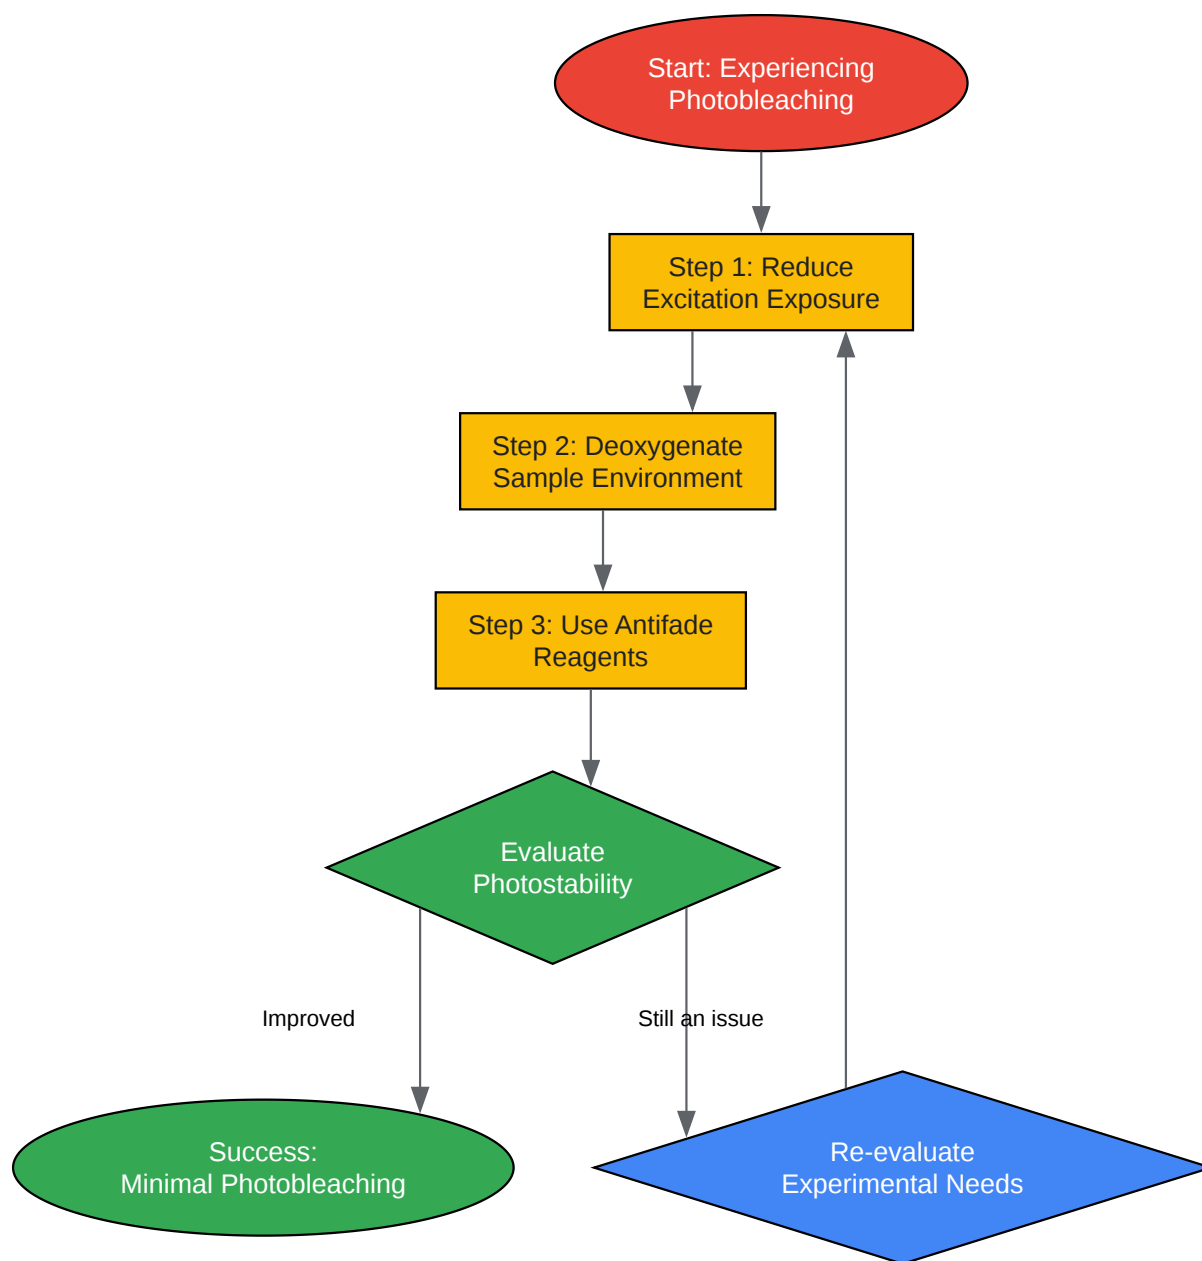 Start: Experiencing
Photobleaching
Step 1: Reduce
Excitation Exposure
Step 2: Deoxygenate
Sample Environment
Step 3: Use Antifade
Reagents
Evaluate
Photostability
Improved
Still an issue
Success:
Minimal Photobleaching
Re-evaluate
Experimental Needs